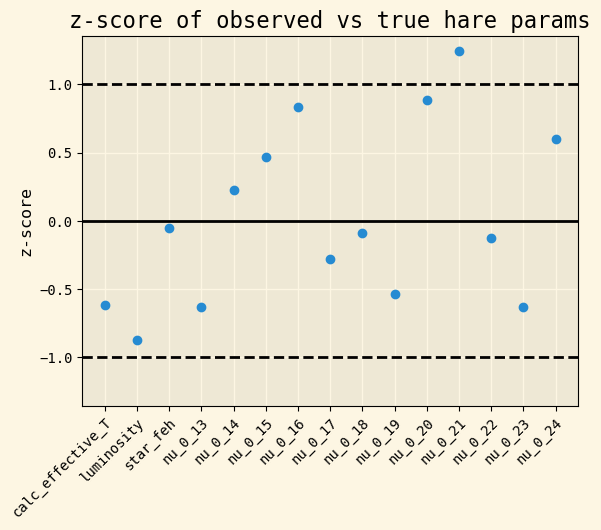 z-score of observed vs true hare params
z-score
1.0
0.5
0.0
−0.5
−1.0
calc_effective_T
luminosity
star_feh
nu_0_13
nu_0_14
nu_0_15
nu_0_16
nu_0_17
nu_0_18
nu_0_19
nu_0_20
nu_0_21
nu_0_22
nu_0_23
nu_0_24